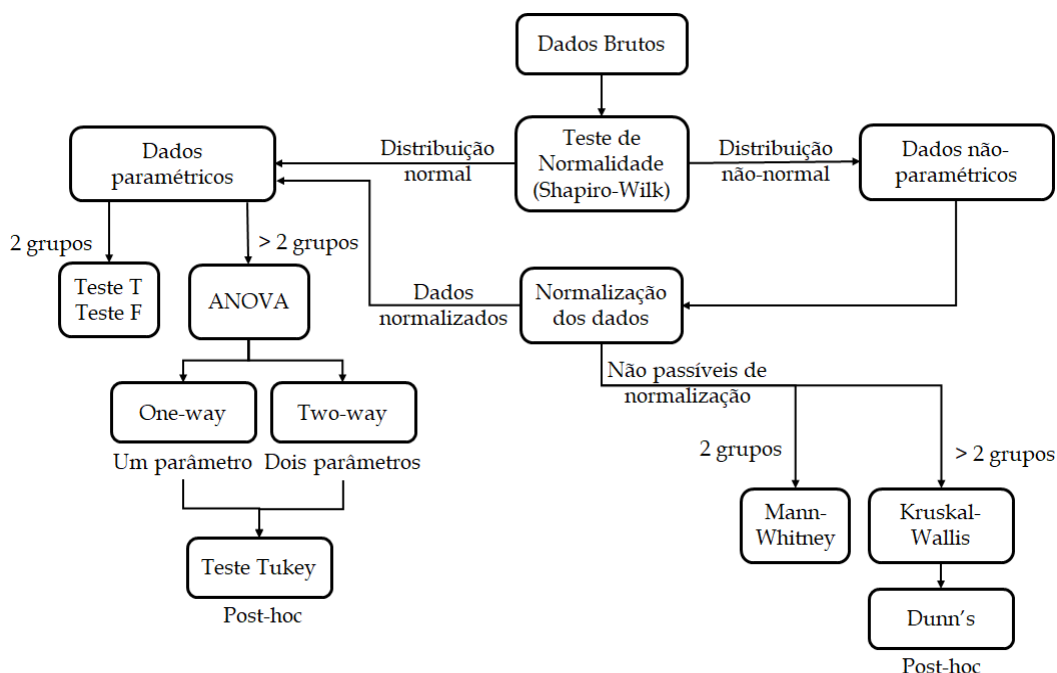 Dados Brutos
Teste de
Normalidade
(Shapiro-Wilk)
Distribuição
normal
Distribuição
não-normal
Dados
paramétricos
Dados não-
paramétricos
2 grupos
> 2 grupos
Teste T
Teste F
ANOVA
Dados
normalizados
Normalização
dos dados
Não passíveis de
normalização
One-way
Two-way
Um parâmetro
Dois parâmetros
2 grupos
> 2 grupos
Mann-
Whitney
Kruskal-
Wallis
Teste Tukey
Post-hoc
Dunn’s
Post-hoc